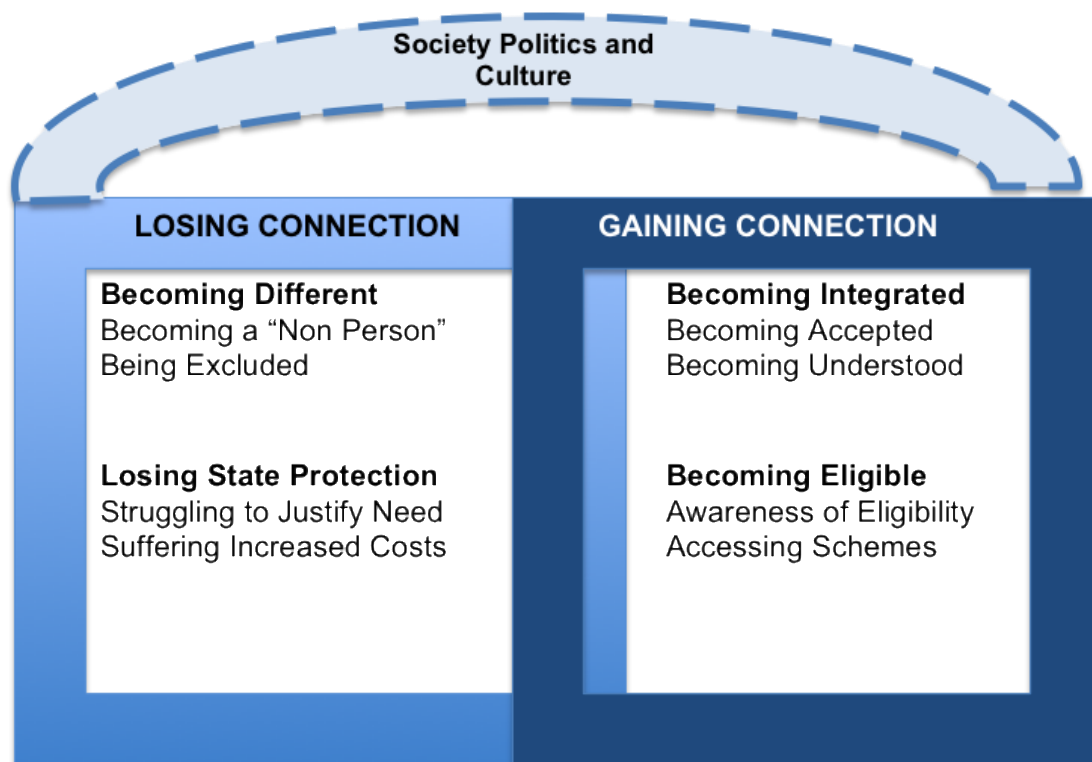 Society Politics and
Culture
LOSING CONNECTION
Becoming Different
Becoming a “Non Person”
Being Excluded
Losing State Protection
Struggling to Justify Need
Suffering Increased Costs
GAINING CONNECTION
Becoming Integrated
Becoming Accepted
Becoming Understood
Becoming Eligible
Awareness of Eligibility
Accessing Schemes